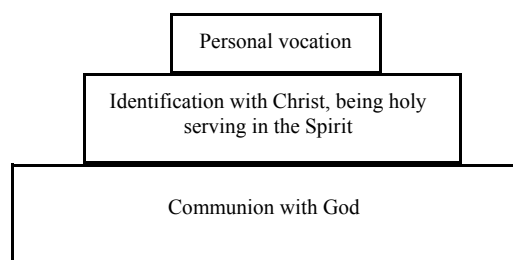 Personal vocation
Identification with Christ, being holy
serving in the Spirit
Communion with God